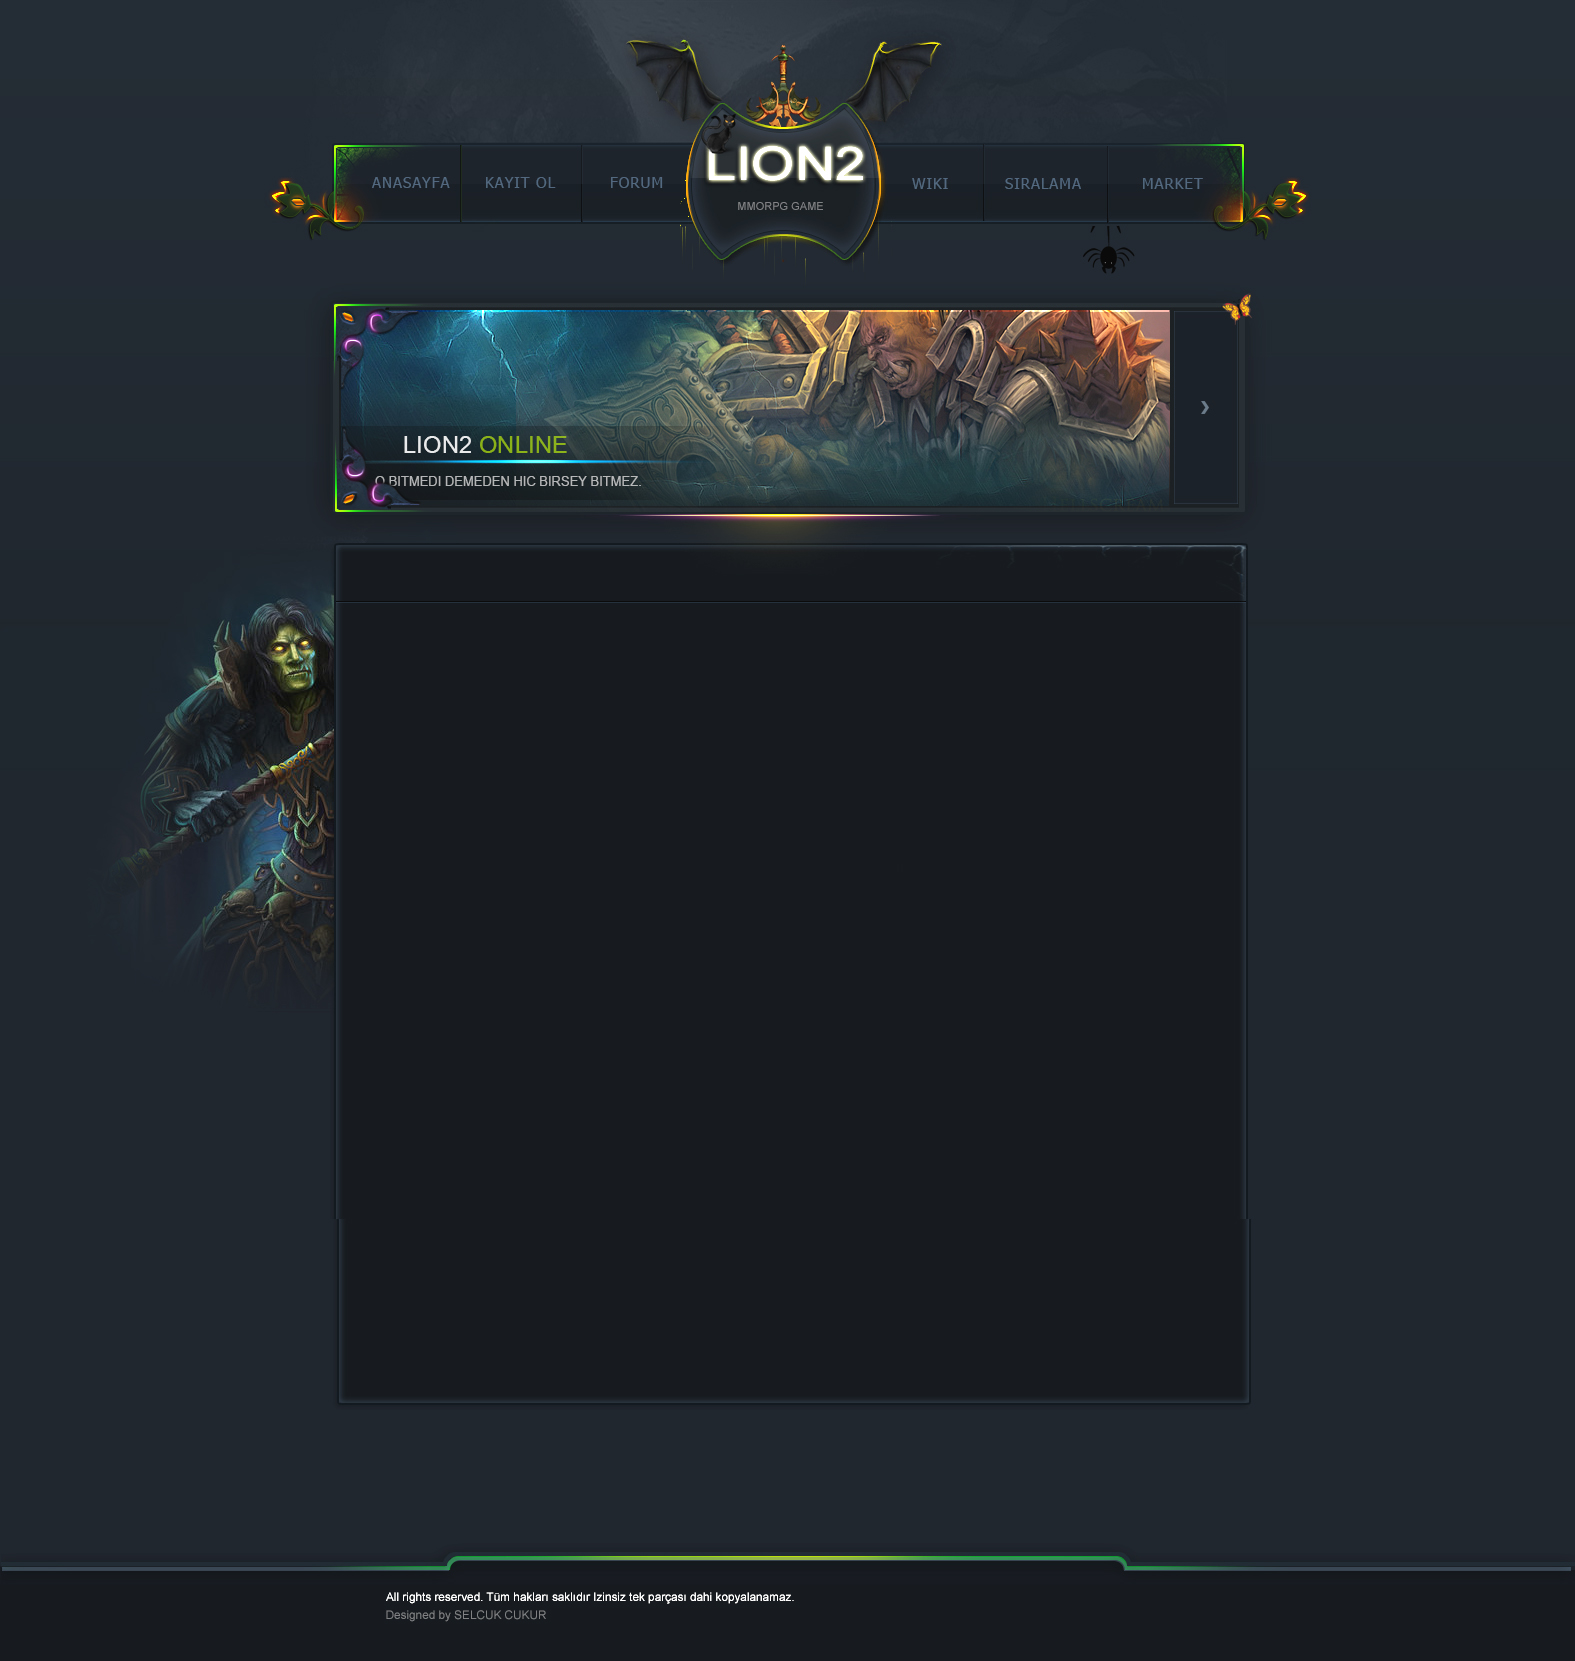 LION2
MMORPG GAME
ANASAYFA
KAYIT OL
FORUM
WIKI
SIRALAMA
MARKET
LION2 ONLINE
O BITMEDI DEMEDEN HIC BIRSEY BITMEZ.
All rights reserved. Tüm hakları saklıdır Izinsiz tek parçası dahi kopyalanamaz.
Designed by SELCUK CUKUR